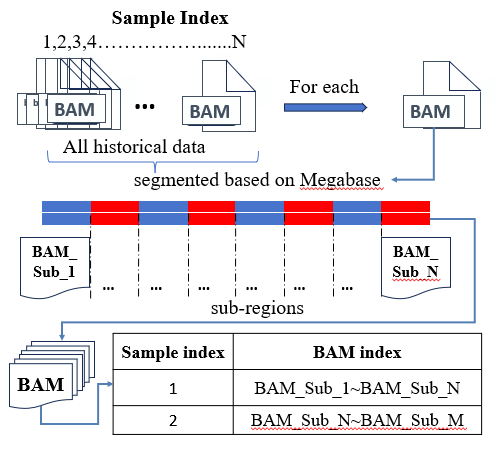 Sample Index
1,2,3,4……………….......N
BAM
...
BAM
For each
BAM
All historical data
segmented based on Megabase
BAM_
Sub_1
... ... ... ... ... ...
BAM_
Sub_N
sub-regions
BAM
Sample index BAM index
1 BAM_Sub_1~BAM_Sub_N
2 BAM_Sub_N~BAM_Sub_M